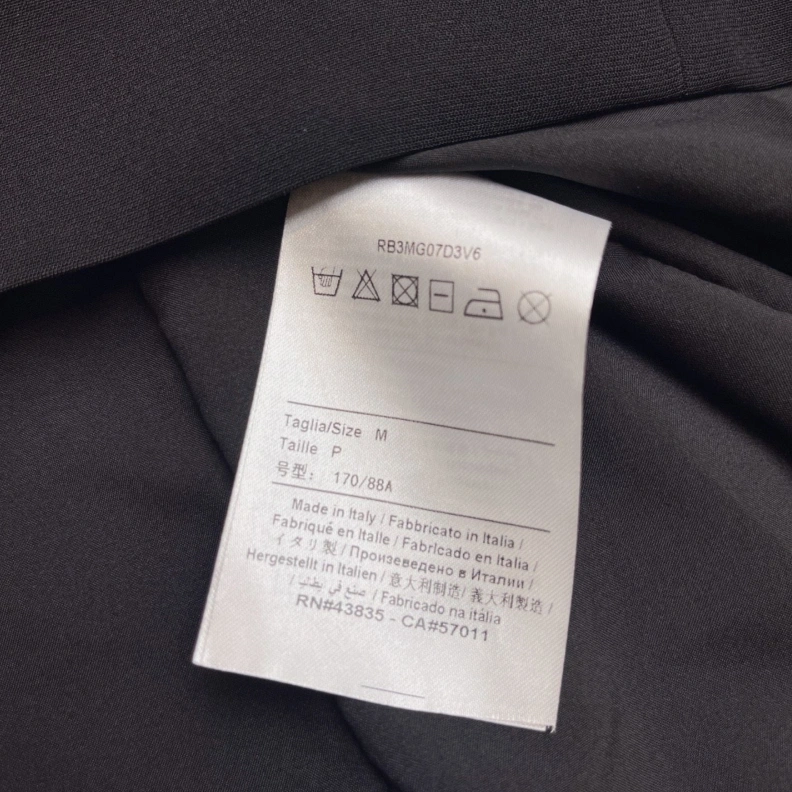 RB3MG07D3V6
Taglia/Size M
Taille P
号型： 170/88A
Made in Italy / Fabbricato in Italia /
Fabriqué en Italie / Fabricado en Italia /
イタリ製 / Произеведено в Италии /
Hergestellt in Italien / 意大利制造/ 義大利製造 /
/ Fabricado na itália
RN#43835 - CA#57011